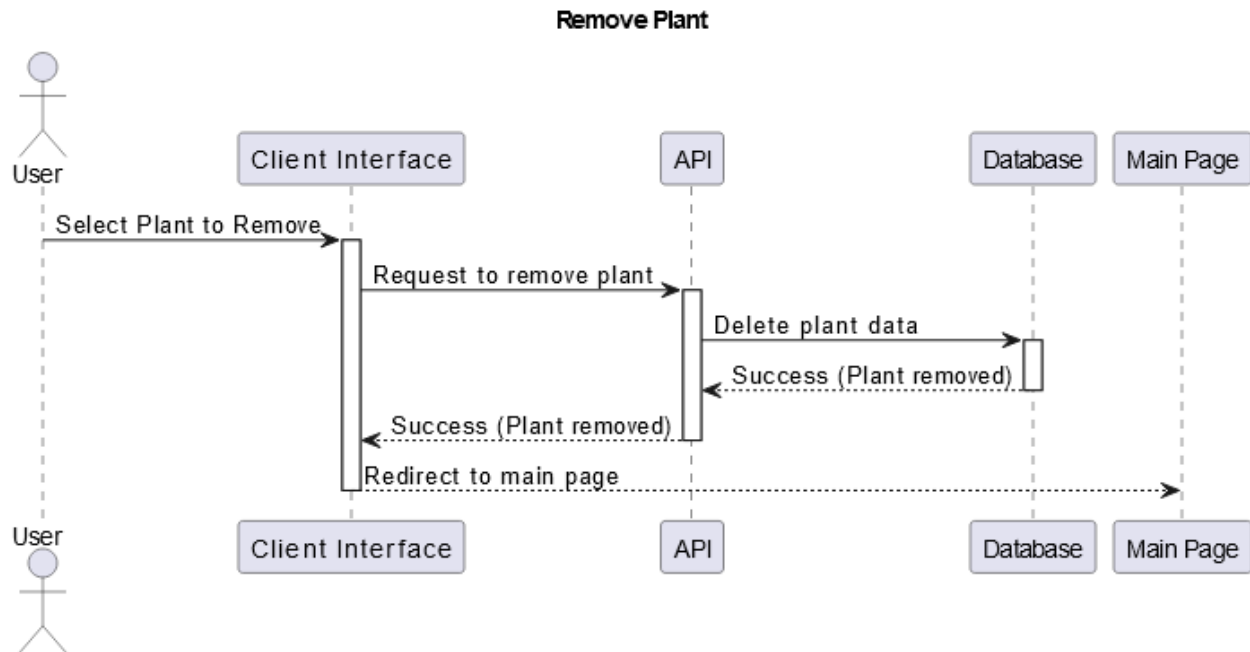 Remove Plant
User
Client Interface
API
Database
Main Page
Select Plant to Remove
Request to remove plant
Delete plant data
Success (Plant removed)
Success (Plant removed)
Redirect to main page
User
Client Interface
API
Database
Main Page